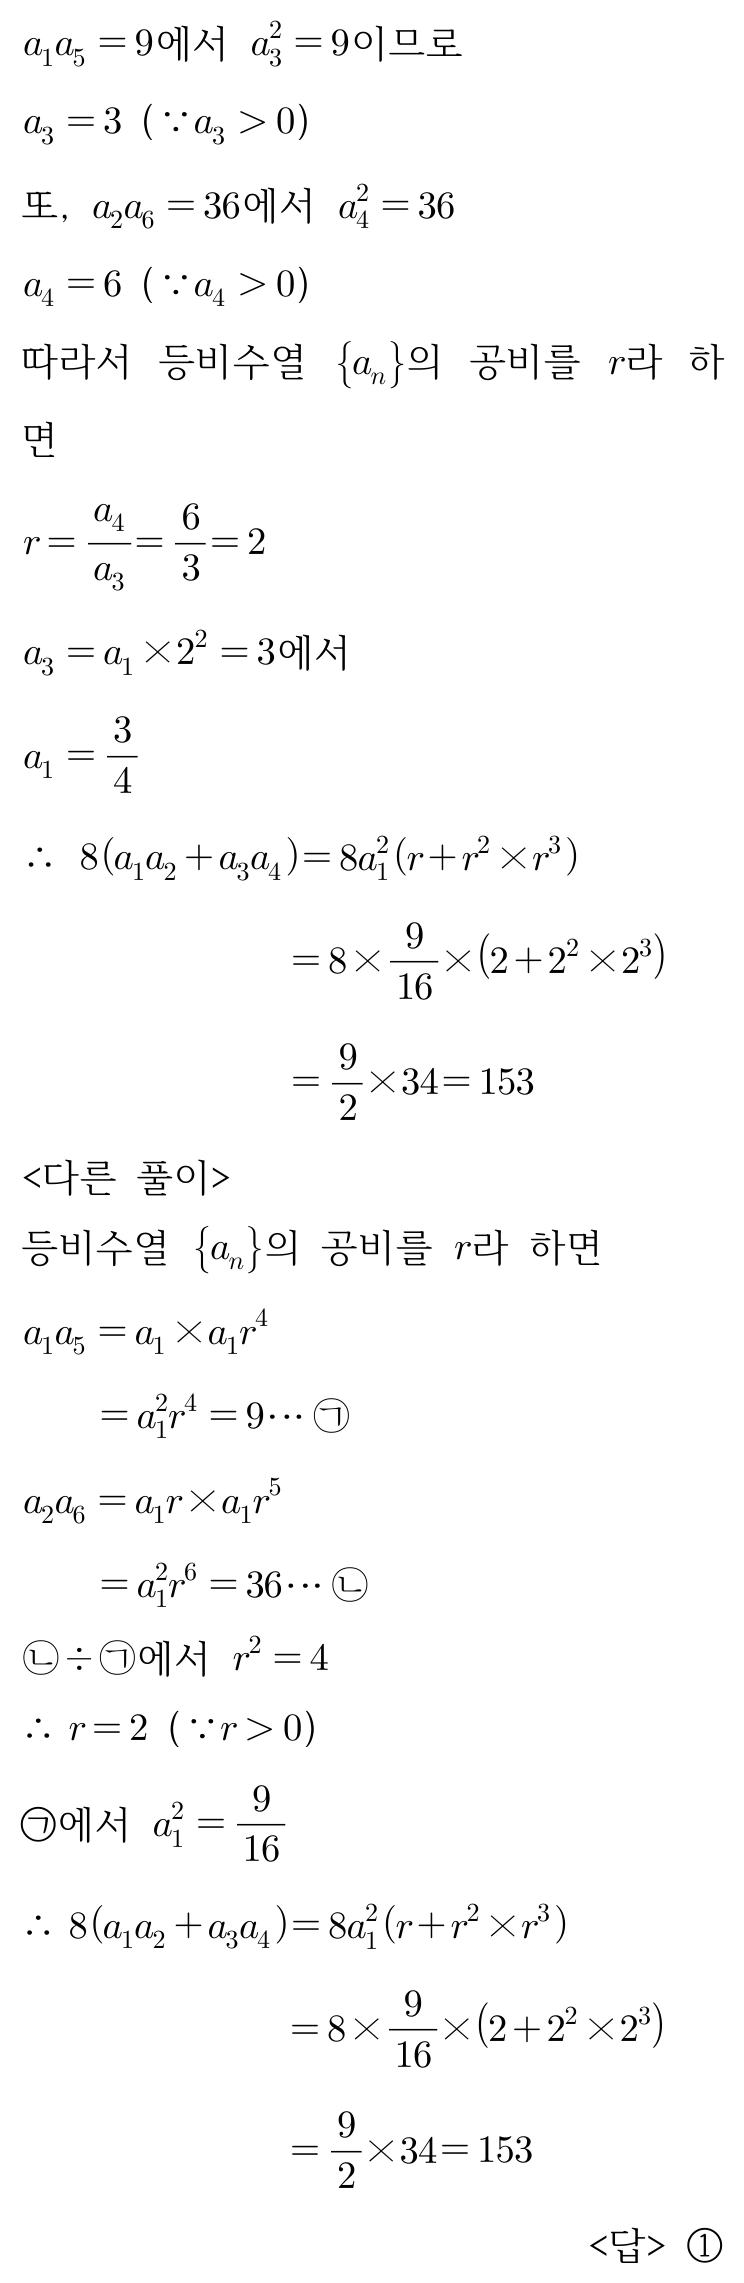 a₁a₅ = 9에서 a₃² = 9이므로
a₃ = 3 (∵a₃ > 0)
또, a₂a₆ = 36에서 a₄² = 36
a₄ = 6 (∵a₄ > 0)
따라서 등비수열 {aₙ}의 공비를 r라 하
면
r = a₄/a₃ = 6/3 = 2
a₃ = a₁ × 2² = 3에서
a₁ = 3/4
∴ 8(a₁a₂ + a₃a₄) = 8a₁²(r + r² × r³)
= 8 × 9/16 × (2 + 2² × 2³)
= 9/2 × 34 = 153
<다른 풀이>
등비수열 {aₙ}의 공비를 r라 하면
a₁a₅ = a₁ × a₁r⁴
= a₁²r⁴ = 9⋯ ㉠
a₂a₆ = a₁r × a₁r⁵
= a₁²r⁶ = 36⋯ ㉡
㉡÷㉠에서 r² = 4
∴ r = 2 (∵r > 0)
㉠에서 a₁² = 9/16
∴ 8(a₁a₂ + a₃a₄) = 8a₁²(r + r² × r³)
= 8 × 9/16 × (2 + 2² × 2³)
= 9/2 × 34 = 153
<답> ①